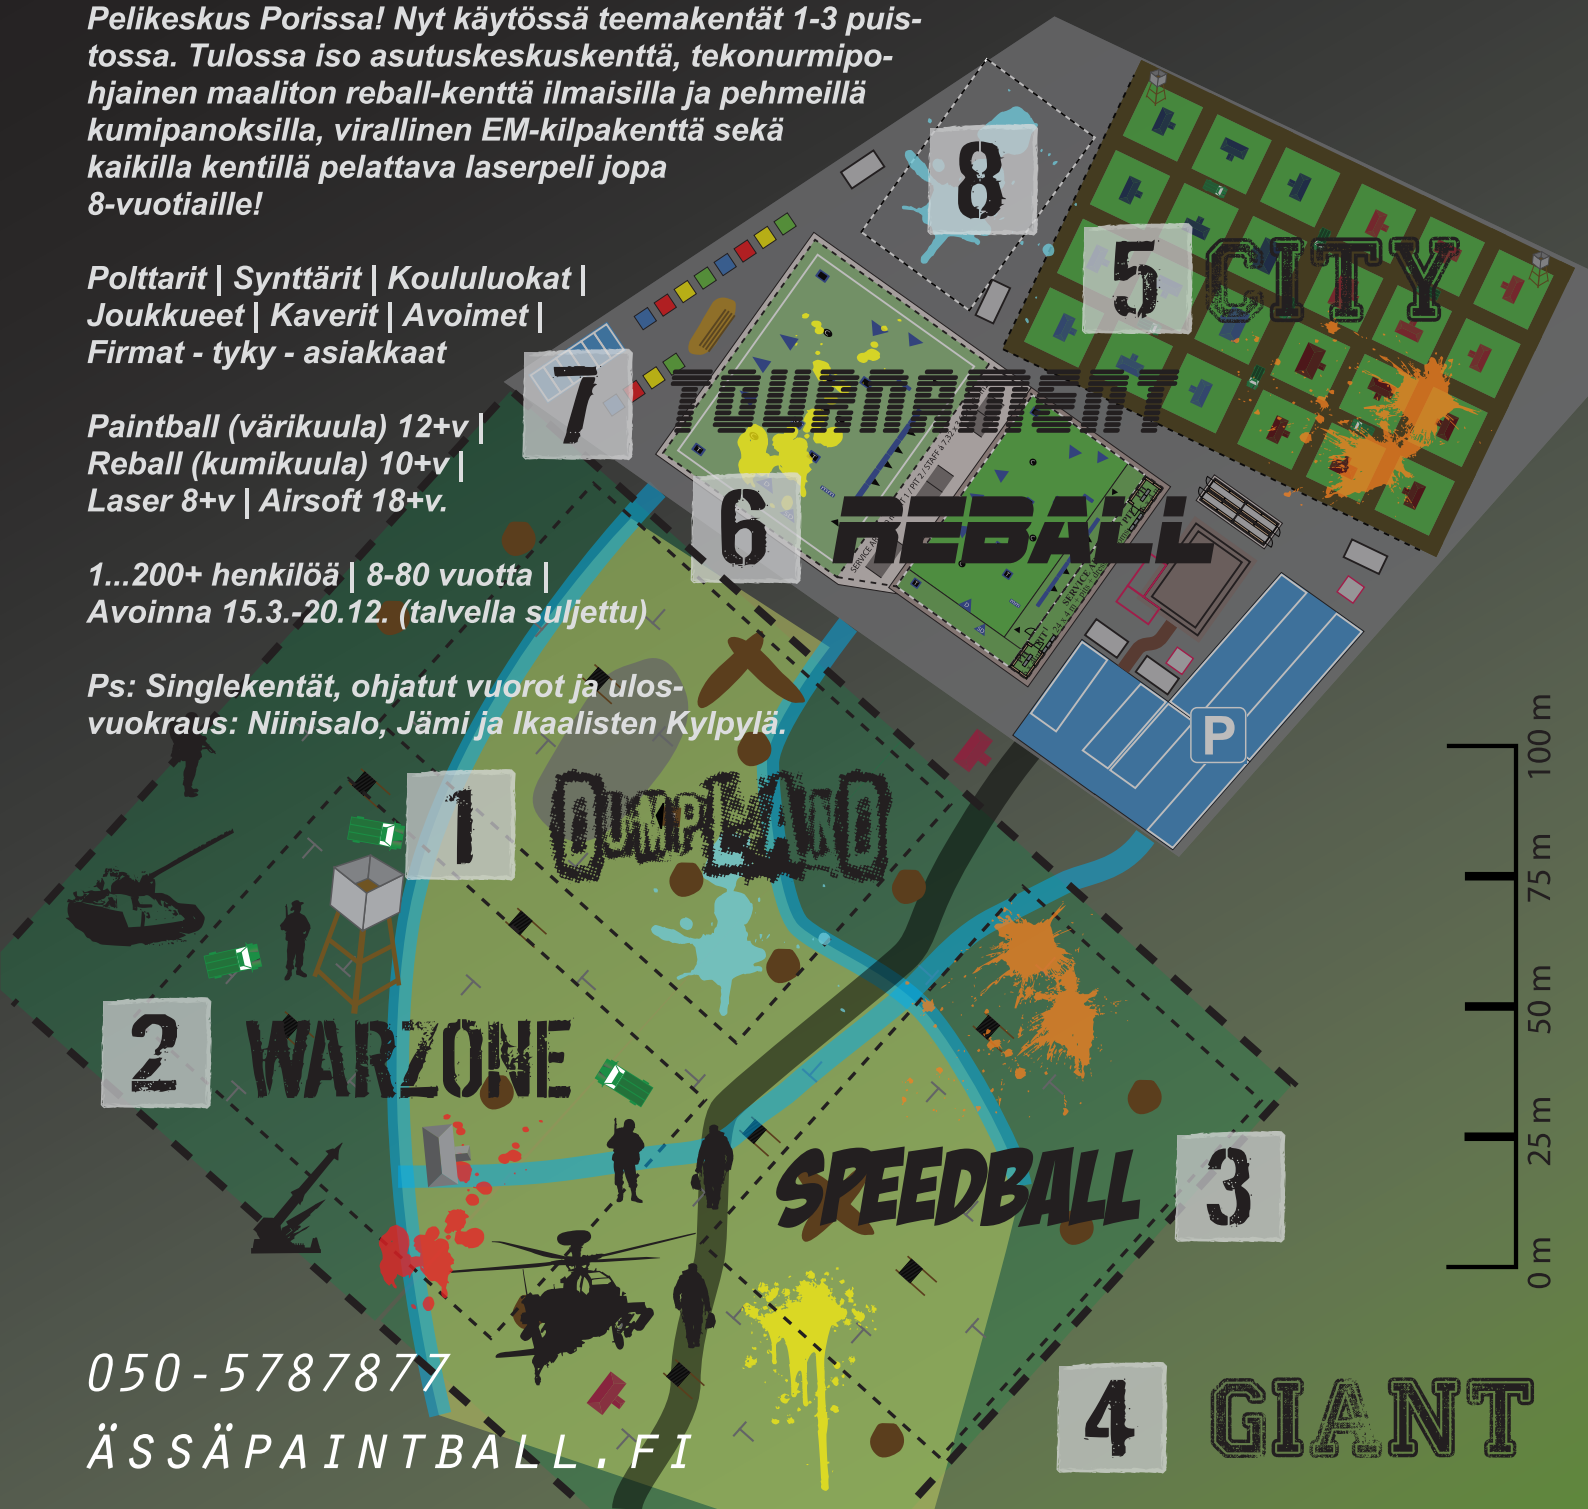 Pelikeskus Porissa! Nyt käytössä teemakentät 1-3 puis-
tossa. Tulossa iso asutuskeskuskenttä, tekonurmipo-
hjainen maaliton reball-kenttä ilmaisilla ja pehmeillä
kumipanoksilla, virallinen EM-kilpakenttä sekä
kaikilla kentillä pelattava laserpeli jopa
8-vuotiaille!
Polttarit | Synttärit | Koululuokat |
Joukkueet | Kaverit | Avoimet |
Firmat - tyky - asiakkaat
Paintball (värikuula) 12+v |
Reball (kumikuula) 10+v |
Laser 8+v | Airsoft 18+v.
1...200+ henkilöä | 8-80 vuotta |
Avoinna 15.3.-20.12. (talvella suljettu)
Ps: Singlekentät, ohjatut vuorot ja ulos-
vuokraus: Niinisalo, Jämi ja Ikaalisten Kylpylä.
8
5 CITY
7 TOURNAMENT
6 REBALL
P
1 DUMPLAND
2 WARZONE
SPEEDBALL 3
4 GIANT
100 m
75 m
50 m
25 m
0 m
050-5787877
ÄSSÄPAINTBALL.FI